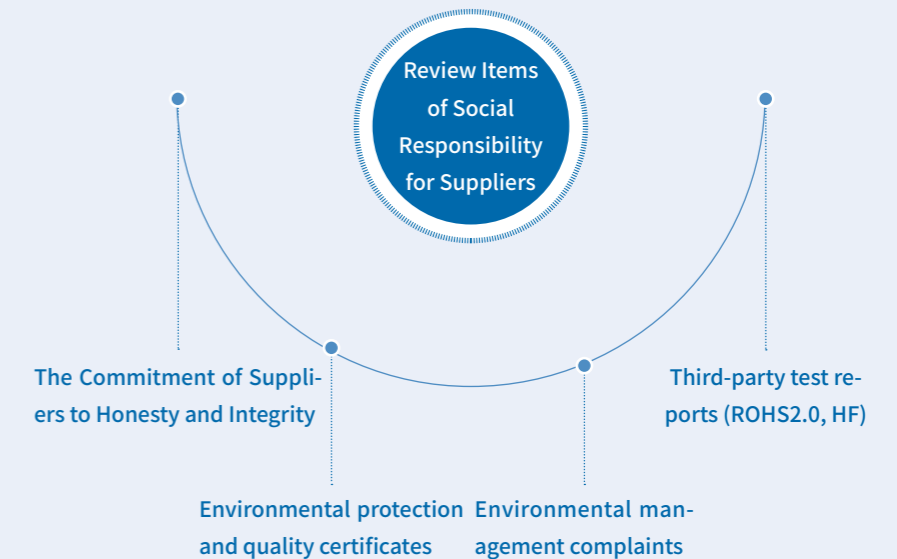 Review Items
of Social
Responsibility
for Suppliers
The Commitment of Suppli-
ers to Honesty and Integrity
Third-party test re-
ports (ROHS2.0, HF)
Environmental protection
and quality certificates
Environmental man-
agement complaints